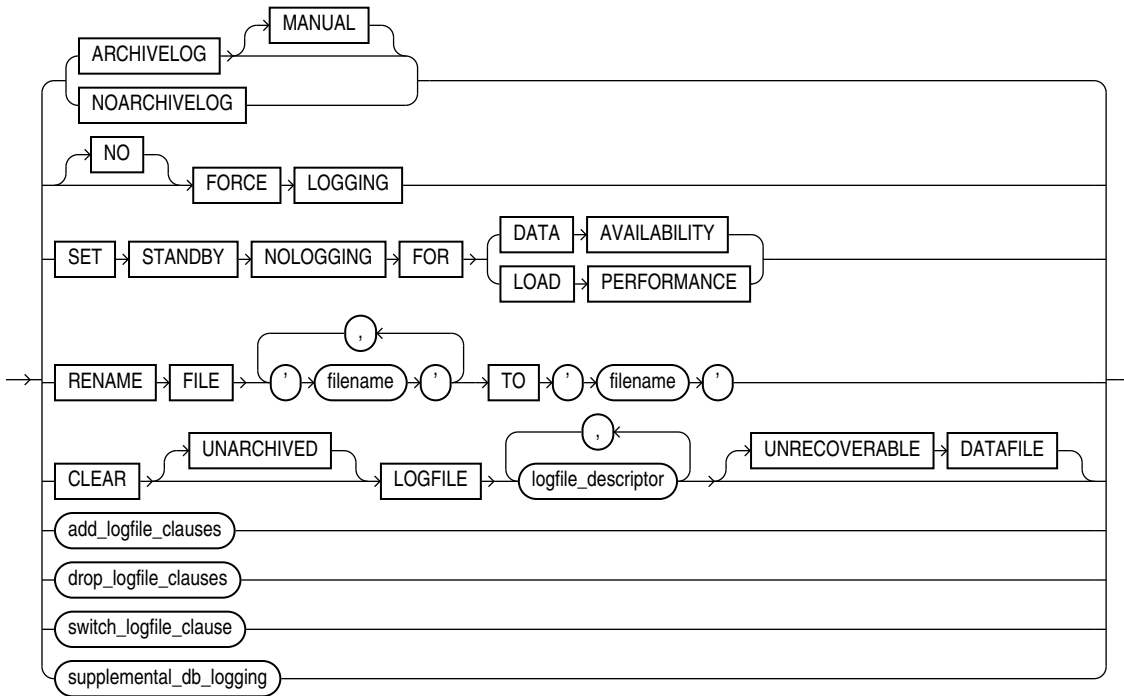 MANUAL
ARCHIVELOG
NOARCHIVELOG
NO
FORCE LOGGING
DATA AVAILABILITY
SET STANDBY NOLOGGING FOR
LOAD PERFORMANCE
,
RENAME FILE ' filename ' TO ' filename '
,
UNARCHIVED UNRECOVERABLE DATAFILE
CLEAR LOGFILE logfile_descriptor
add_logfile_clauses
drop_logfile_clauses
switch_logfile_clause
supplemental_db_logging